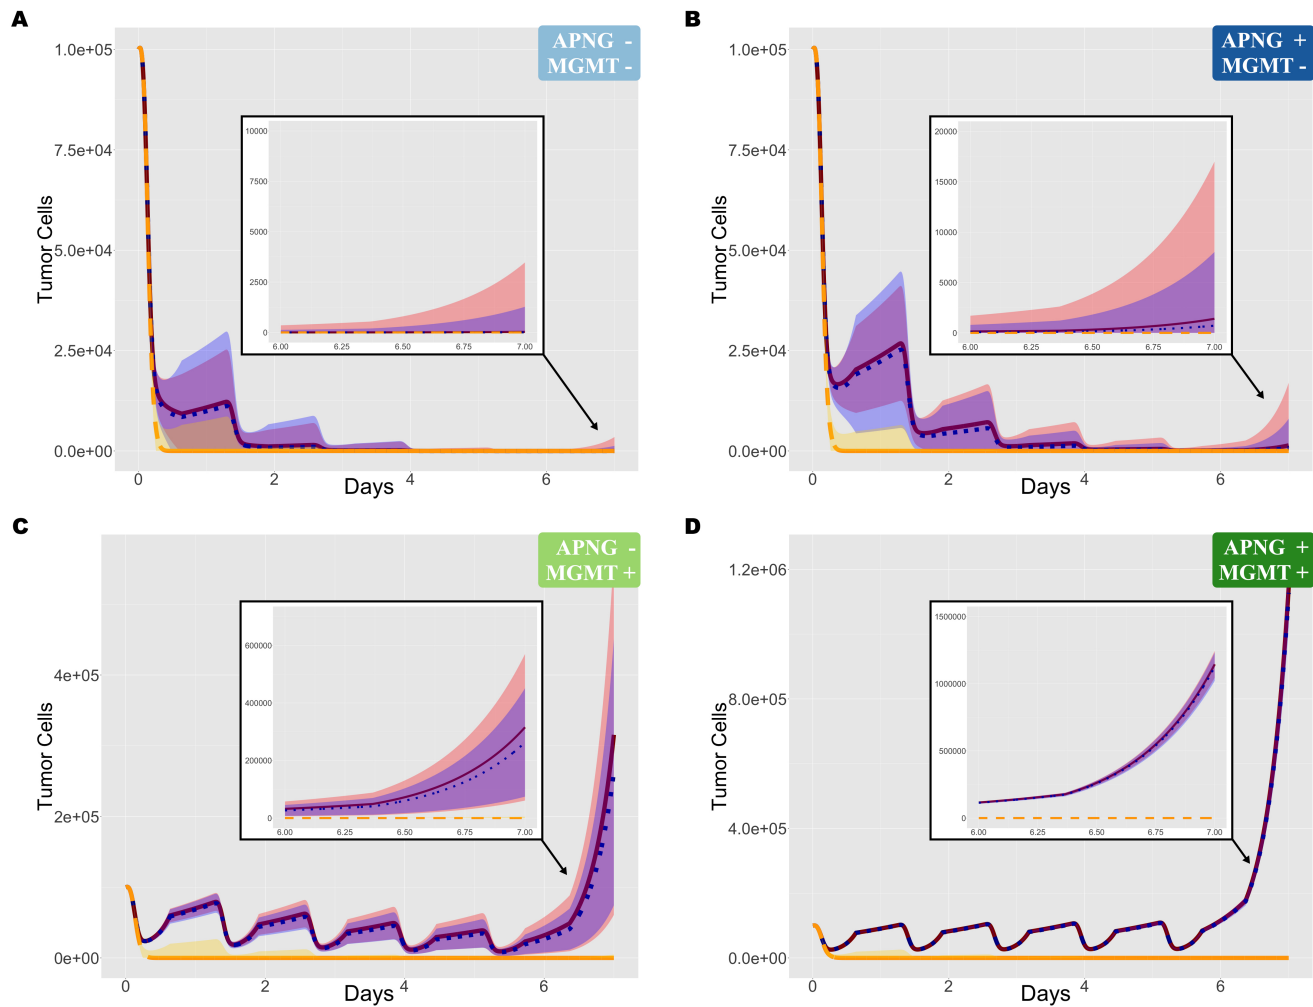 A
APNG -
MGMT -
1.0e+05
7.5e+04
5.0e+04
2.5e+04
0.0e+00
Tumor Cells
10000
7500
5000
2500
0
6.00 6.25 6.50 6.75 7.00
0 2 4 6
Days
B
APNG +
MGMT -
1.0e+05
7.5e+04
5.0e+04
2.5e+04
0.0e+00
Tumor Cells
20000
15000
10000
5000
0
6.00 6.25 6.50 6.75 7.00
0 2 4 6
Days
C
APNG -
MGMT +
4e+05
2e+05
0e+00
Tumor Cells
600000
400000
200000
0
6.00 6.25 6.50 6.75 7.00
0 2 4 6
Days
D
APNG +
MGMT +
1.2e+06
8.0e+05
4.0e+05
0.0e+00
Tumor Cells
1500000
1000000
500000
0
6.00 6.25 6.50 6.75 7.00
0 2 4 6
Days